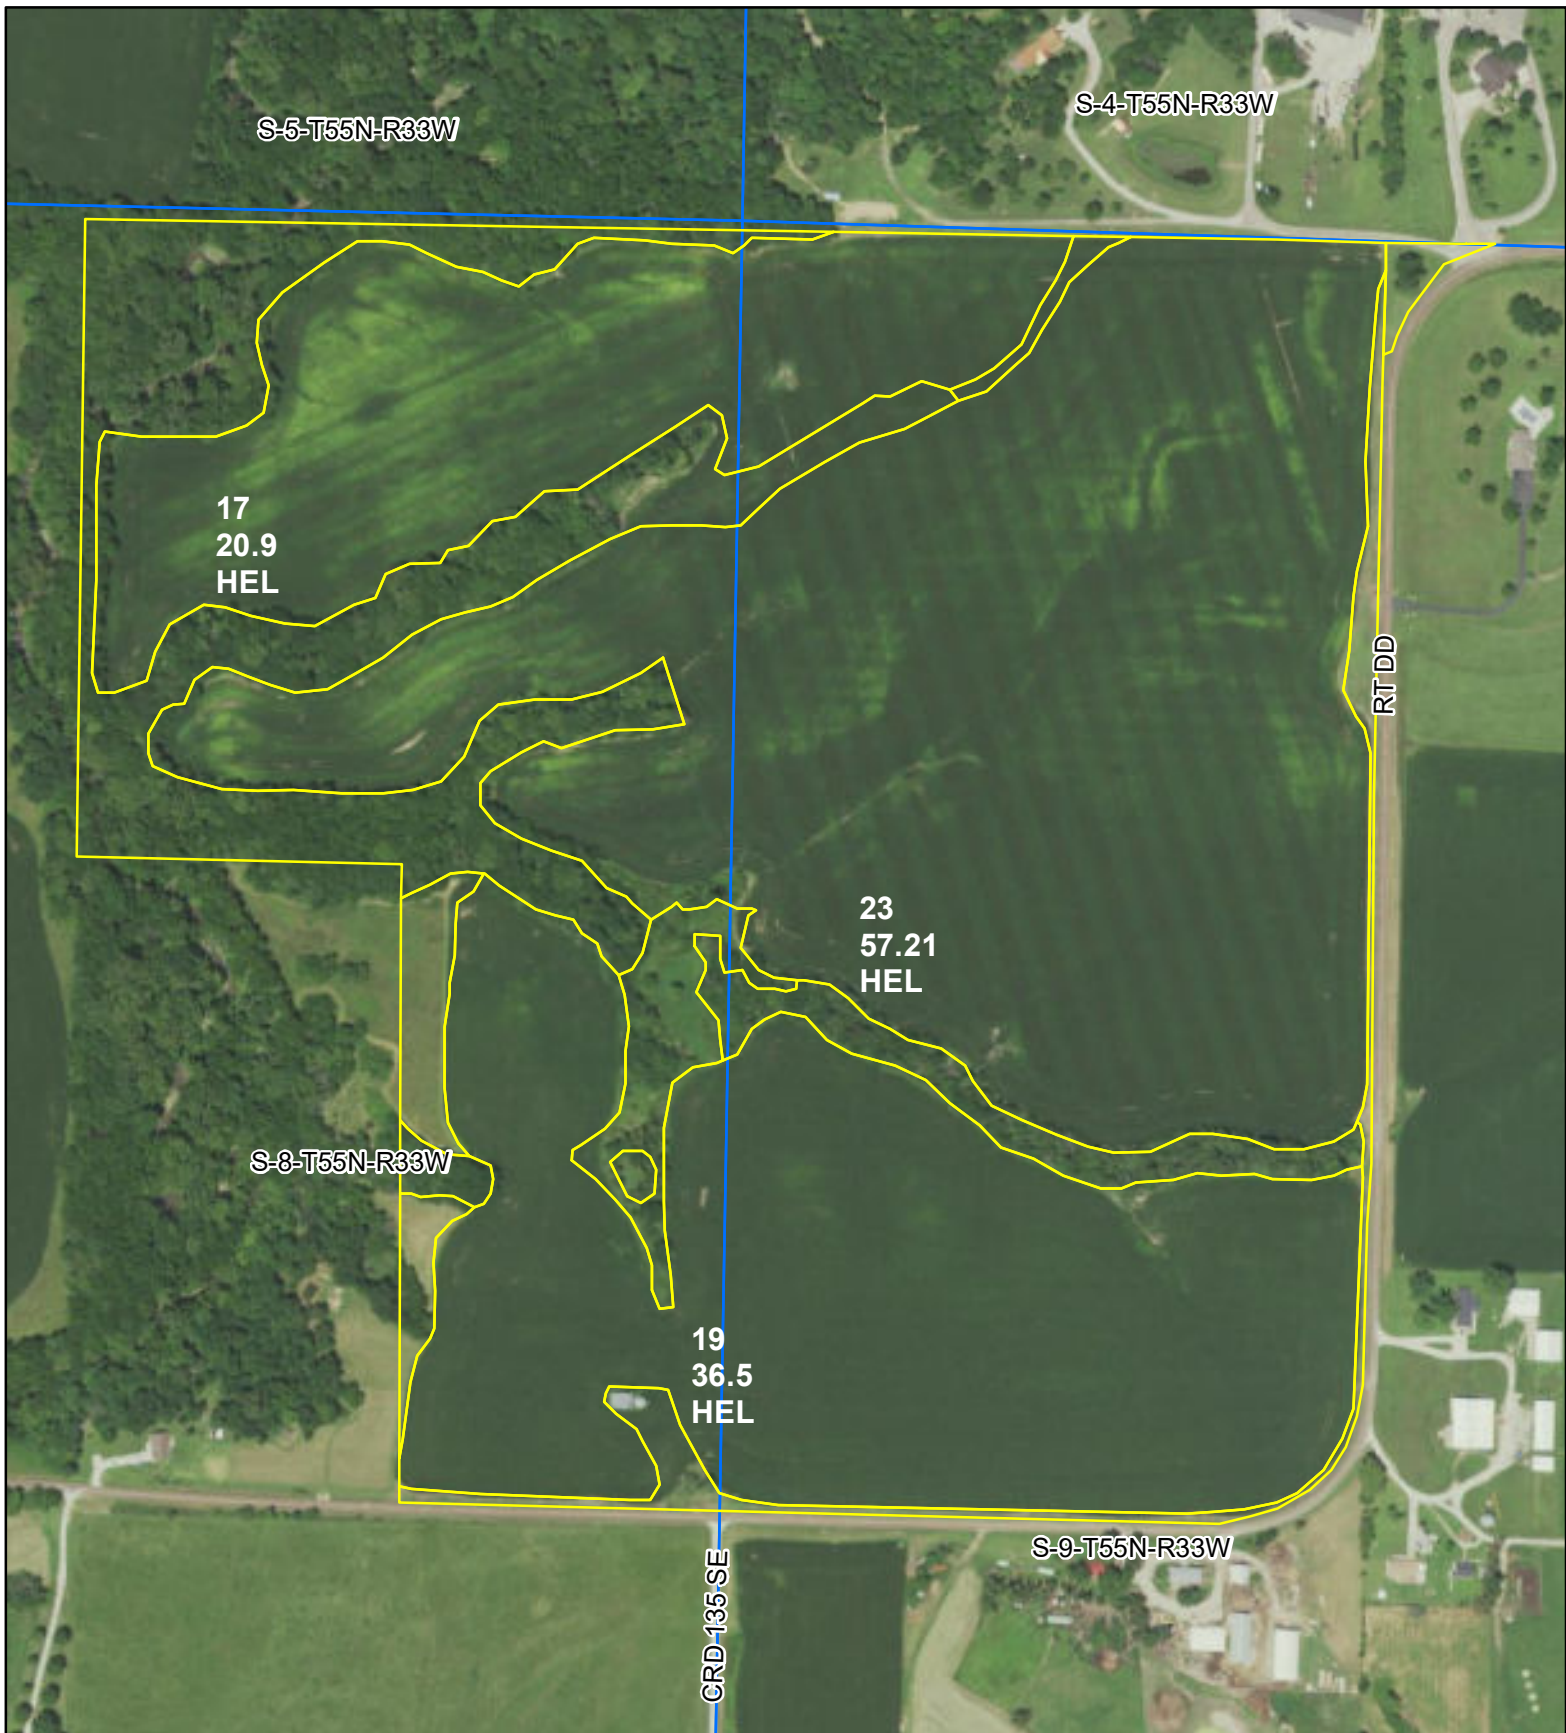 S-5-T55N-R33W
S-4-T55N-R33W
17
20.9
HEL
RT DD
23
57.21
HEL
S-8-T55N-R33W
19
36.5
HEL
S-9-T55N-R33W
CRD 135 SE